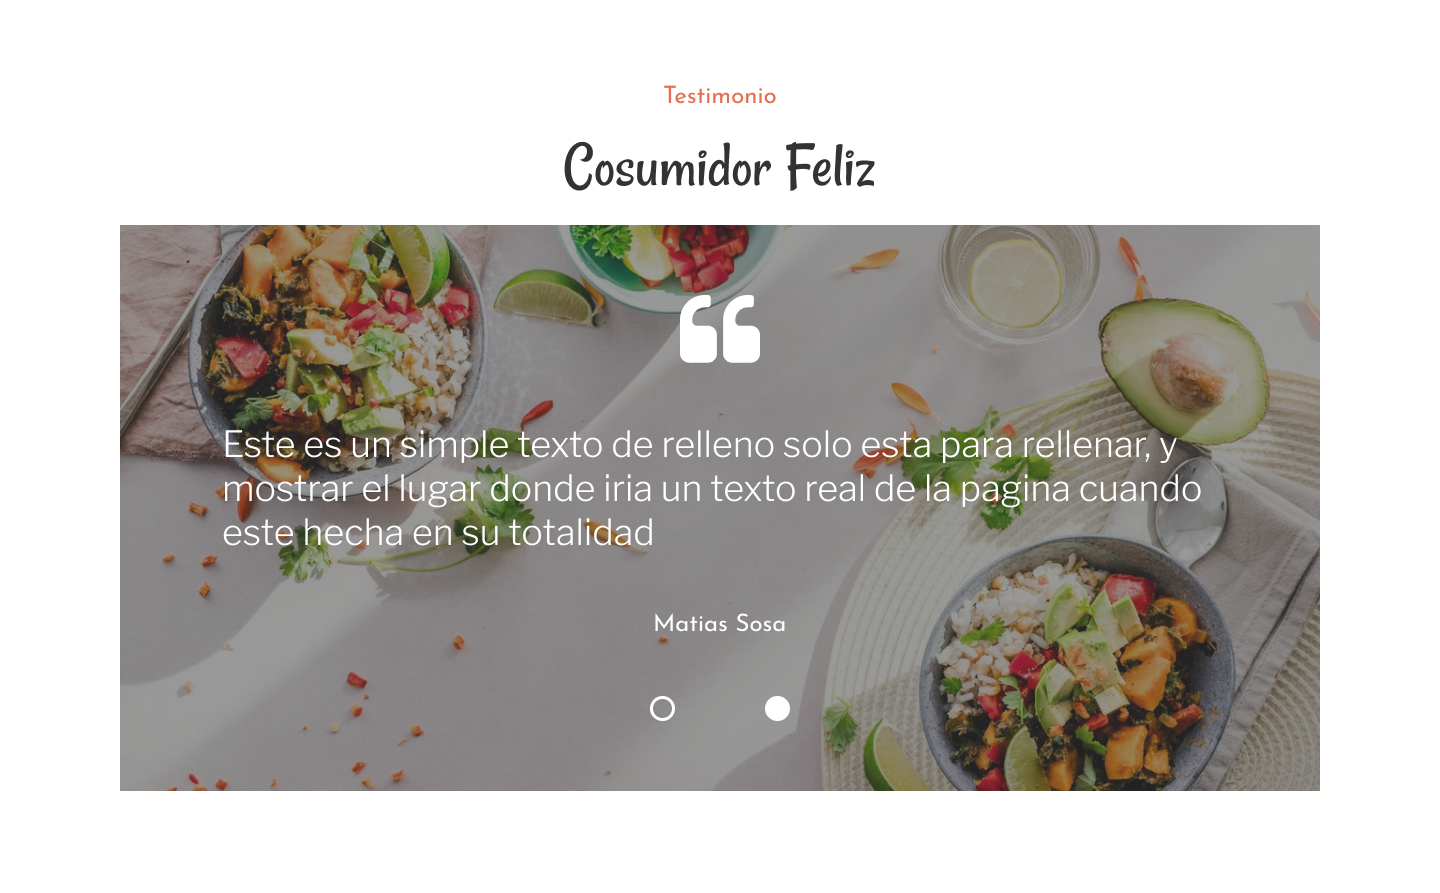 Testimonio
Cosumidor Feliz
Este es un simple texto de relleno solo esta para rellenar, y
mostrar el lugar donde iria un texto real de la pagina cuando
este hecha en su totalidad
Matias Sosa